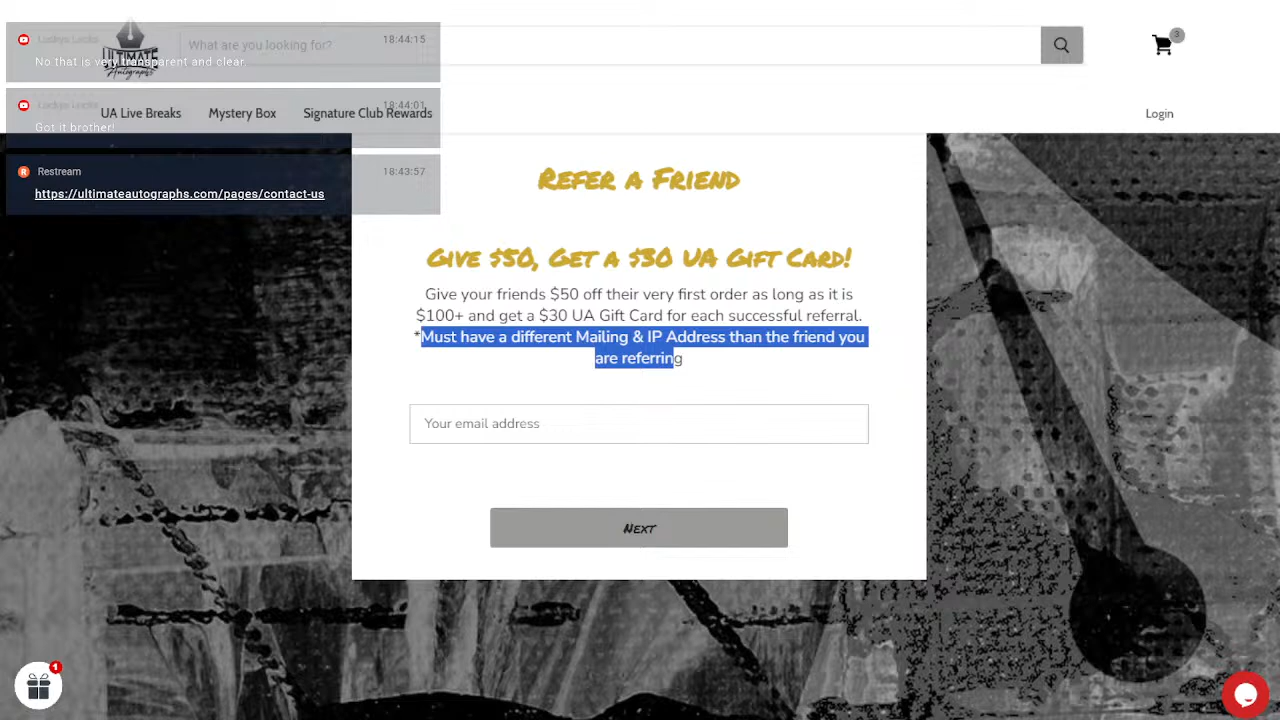 18:44:15
No that is very transparent and clear.
18:44:01
Got it brother!
Restream
18:43:57
https://ultimateautographs.com/pages/contact-us
ULTIMATE
Autographs
What are you looking for?
3
UA Live Breaks
Mystery Box
Signature Club Rewards
Login
Refer a Friend
Give $50, Get a $30 UA Gift Card!
Give your friends $50 off their very first order as long as it is
$100+ and get a $30 UA Gift Card for each successful referral.
*Must have a different Mailing & IP Address than the friend you
are referring
Your email address
Next
1